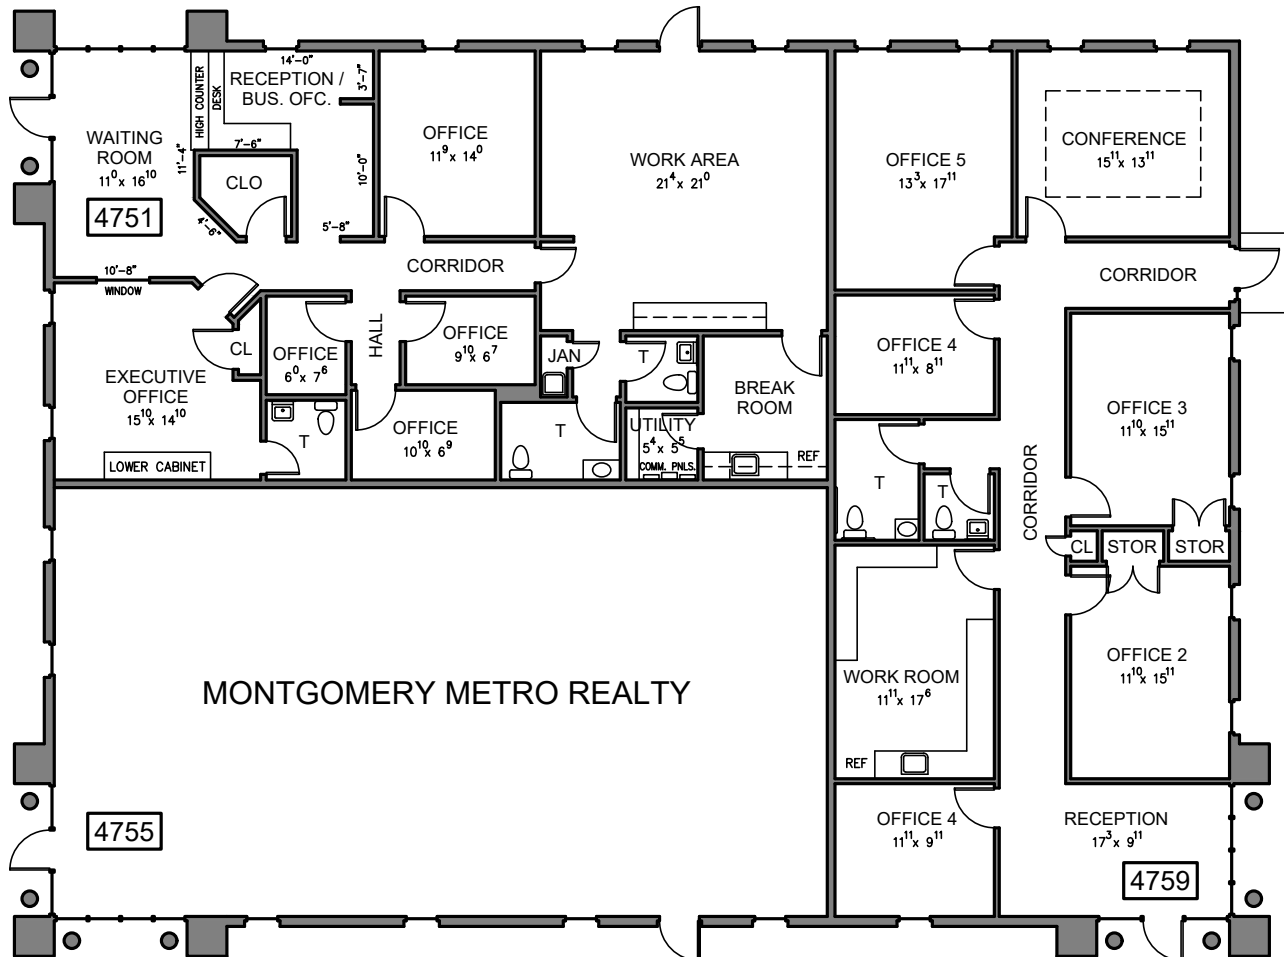 14'-0"
3'-7"
RECEPTION /
BUS. OFC.
HIGH COUNTER
DESK
7'-6"
11'-4"
10'-0"
WAITING
ROOM
11⁰ x 16¹⁰
4751
CLO
4'-6"
5'-8"
10'-8"
WINDOW
OFFICE
11⁹ x 14⁰
WORK AREA
21⁴ x 21⁰
OFFICE 5
13³ x 17¹¹
CONFERENCE
15¹¹ x 13¹¹
CORRIDOR
CORRIDOR
HALL
CL
OFFICE
6⁰ x 7⁶
OFFICE
9¹⁰ x 6⁷
JAN
T
BREAK
ROOM
OFFICE 4
11¹¹ x 8¹¹
EXECUTIVE
OFFICE
15¹⁰ x 14¹⁰
LOWER CABINET
T
OFFICE
10¹⁰ x 6⁹
T
UTILITY
5⁴ x 5⁵
COMM. PNLS.
REF
OFFICE 3
11¹⁰ x 15¹¹
T
T
CORRIDOR
CL
STOR
STOR
OFFICE 2
11¹⁰ x 15¹¹
WORK ROOM
11¹¹ x 17⁶
REF
MONTGOMERY METRO REALTY
4755
OFFICE 4
11¹¹ x 9¹¹
RECEPTION
17³ x 9¹¹
4759